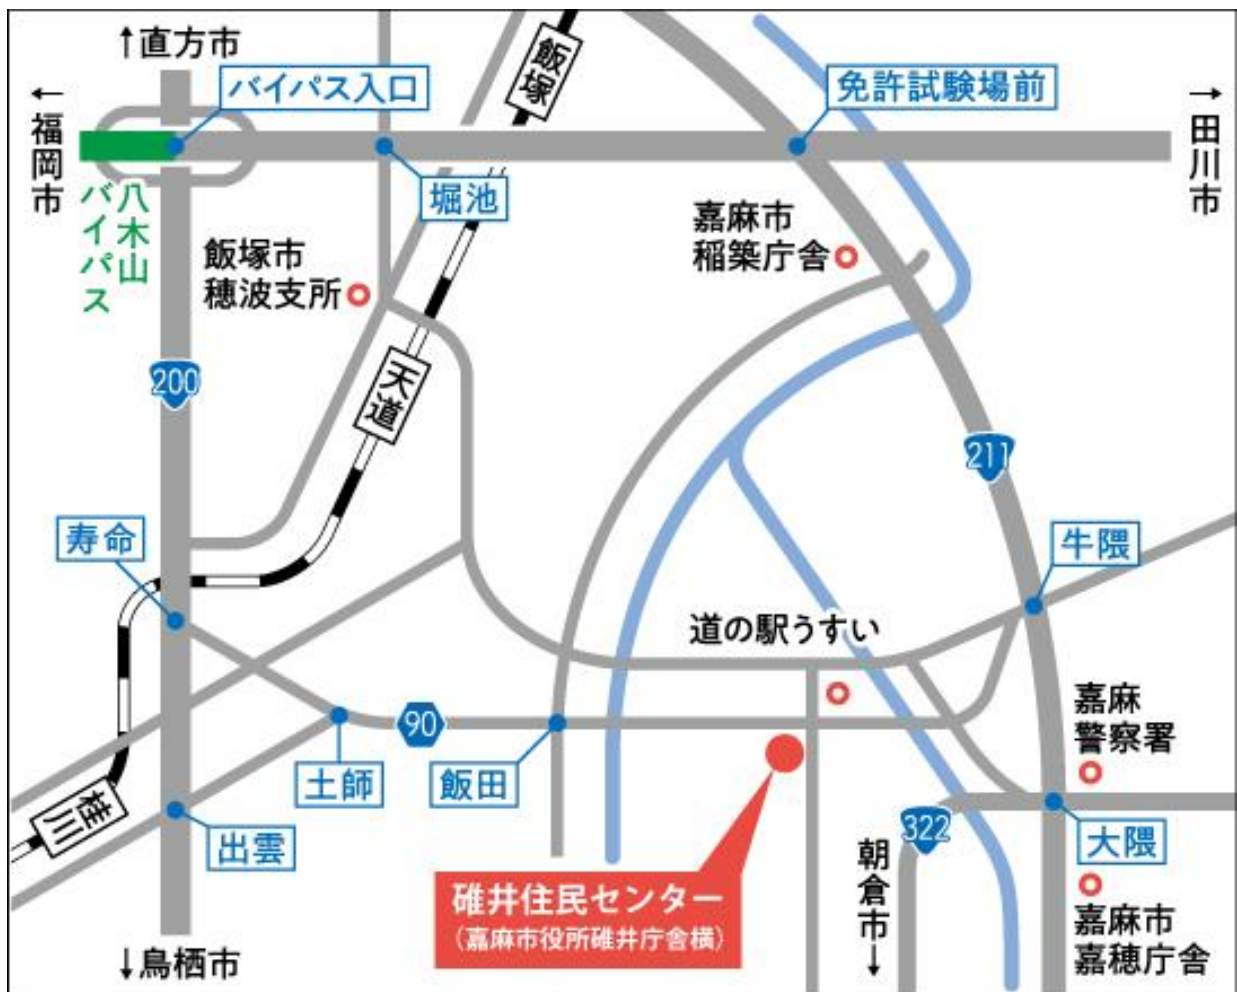 ↑直方市
←福岡市
バイパス入口
飯塚
免許試験場前
→田川市
八木山
バイパス
堀池
飯塚市
穂波支所
嘉麻市
稲築庁舎
200
天道
211
寿命
牛隈
道の駅うすい
90
土師
飯田
嘉麻
警察署
桂川
出雲
322
大隈
碓井住民センター
(嘉麻市役所碓井庁舎横)
朝倉市→
嘉麻市
嘉穂庁舎
↓鳥栖市